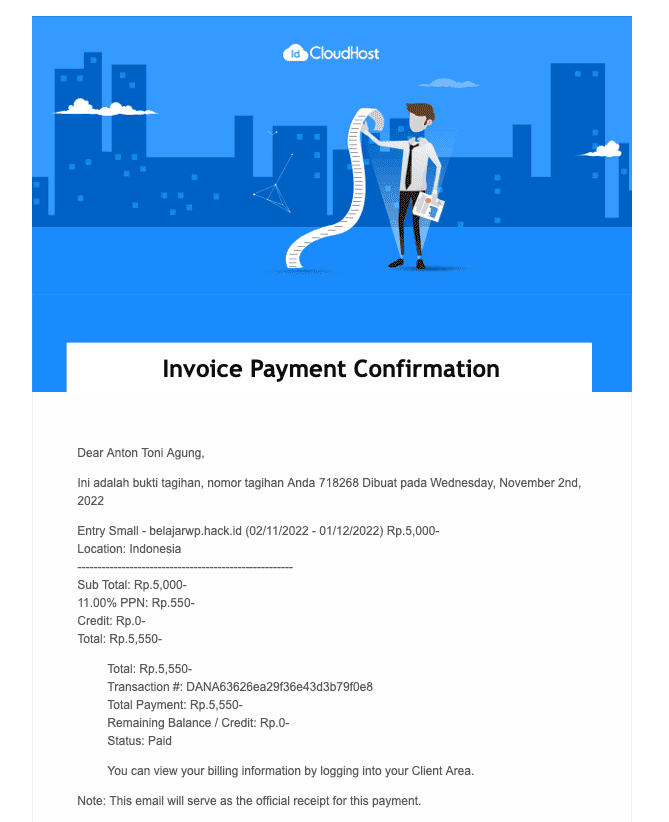 id CloudHost
Invoice Payment Confirmation
Dear Anton Toni Agung,
Ini adalah bukti tagihan, nomor tagihan Anda 718268 Dibuat pada Wednesday, November 2nd,
2022
Entry Small - belajarwp.hack.id (02/11/2022 - 01/12/2022) Rp.5,000-
Location: Indonesia
------------------------------------------------------
Sub Total: Rp.5,000-
11.00% PPN: Rp.550-
Credit: Rp.0-
Total: Rp.5,550-
Total: Rp.5,550-
Transaction #: DANA63626ea29f36e43d3b79f0e8
Total Payment: Rp.5,550-
Remaining Balance / Credit: Rp.0-
Status: Paid
You can view your billing information by logging into your Client Area.
Note: This email will serve as the official receipt for this payment.